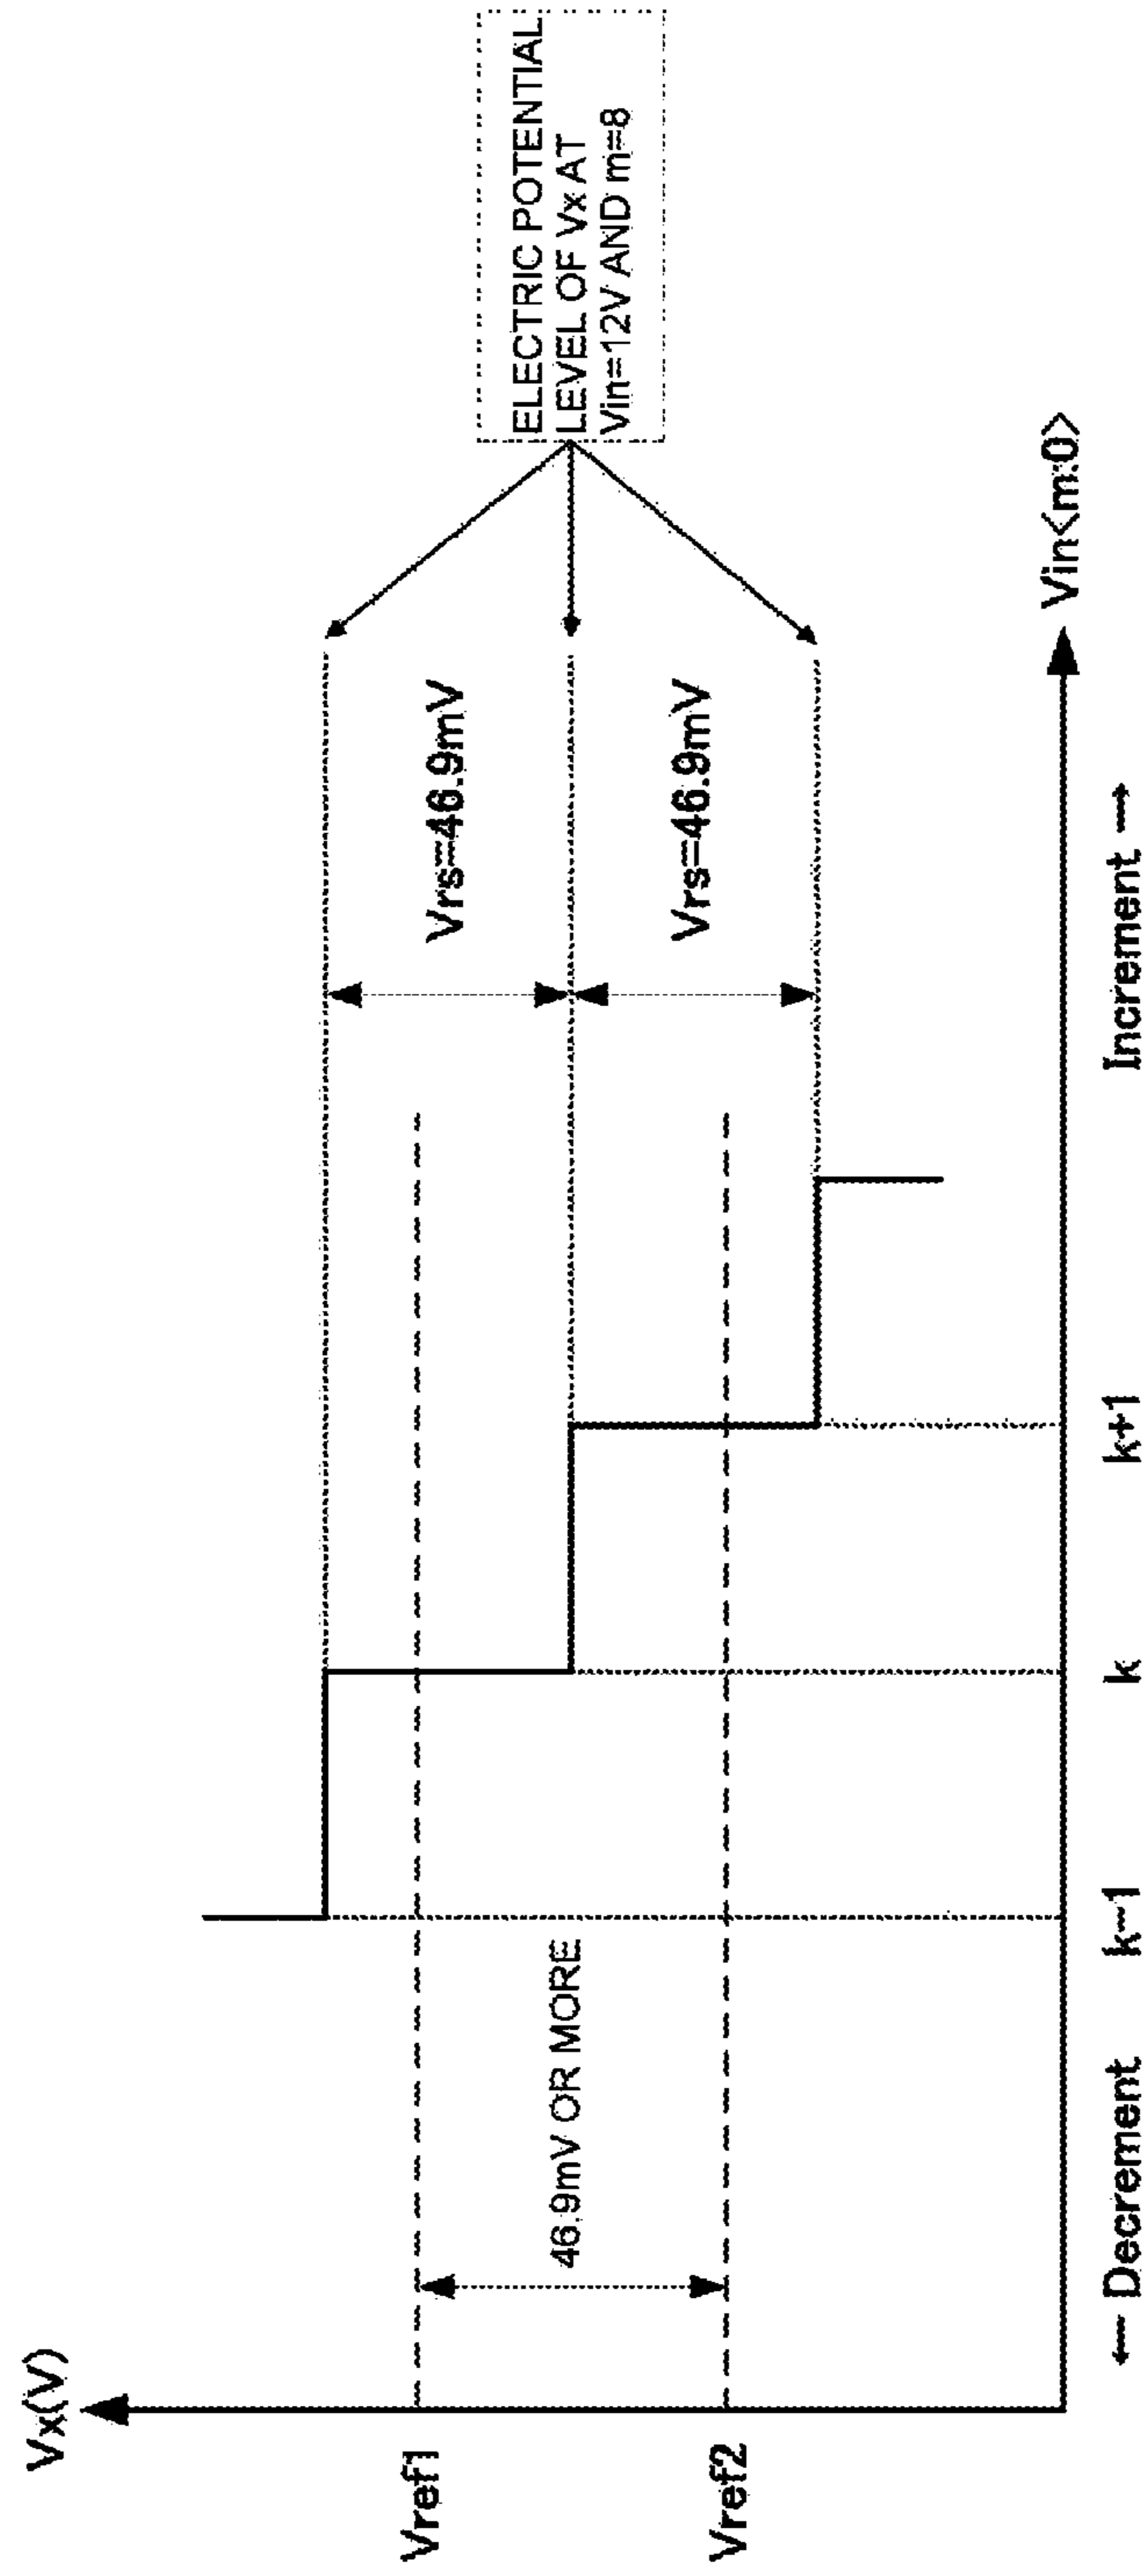 Vx(V)
ELECTRIC POTENTIAL
LEVEL OF Vx AT
Vin=12V AND m=8
Vref1
Vref2
46.9mV OR MORE
Vrs=46.9mV
Vrs=46.9mV
Vin<m:0>
k−1
k
k+1
← Decrement
Increment →